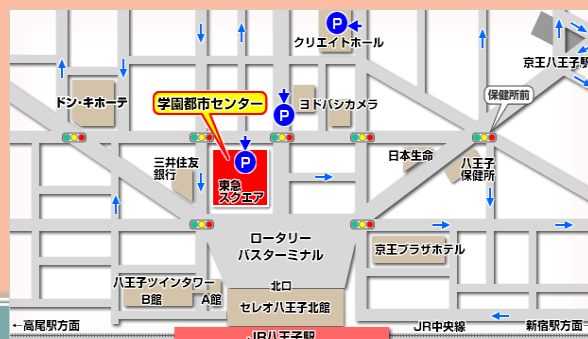 P
クリエイトホール
京王八王子駅
ドン・キホーテ
学園都市センター
P
ヨドバシカメラ
保健所前
P
東急
スクエア
三井住友
銀行
日本生命
八王子
保健所
ロータリー
バスターミナル
京王プラザホテル
八王子ツインタワー
B館
A館
北口
セレオ八王子北館
←高尾駅方面
JR八王子駅
JR中央線
新宿駅方面→